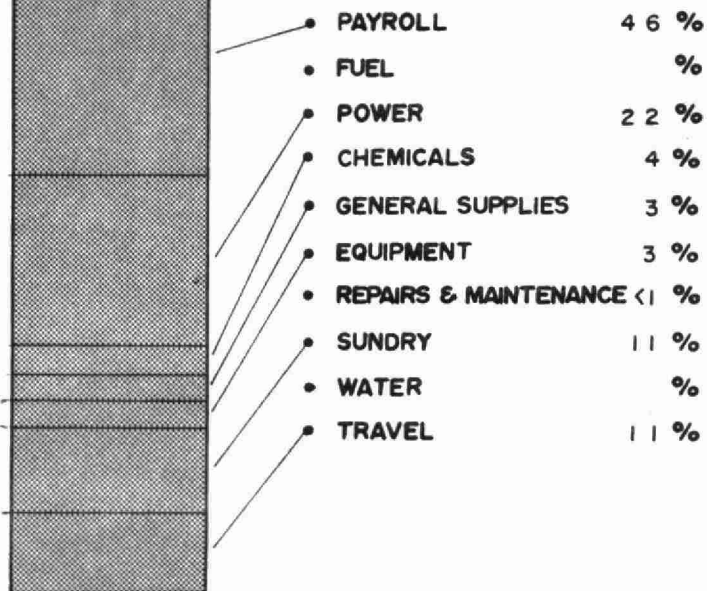 • PAYROLL 46 %
• FUEL %
• POWER 22 %
• CHEMICALS 4 %
• GENERAL SUPPLIES 3 %
• EQUIPMENT 3 %
• REPAIRS & MAINTENANCE <1 %
• SUNDRY 11 %
• WATER %
• TRAVEL 11 %